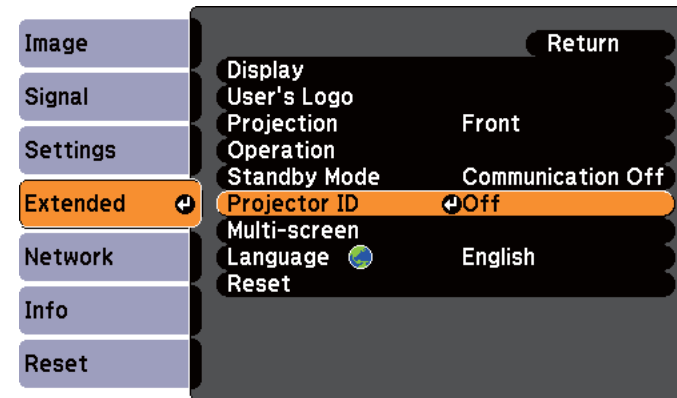 Image
Signal
Settings
Extended
Network
Info
Reset
Return
Display
User's Logo
Projection Front
Operation
Standby Mode Communication Off
Projector ID Off
Multi-screen
Language English
Reset